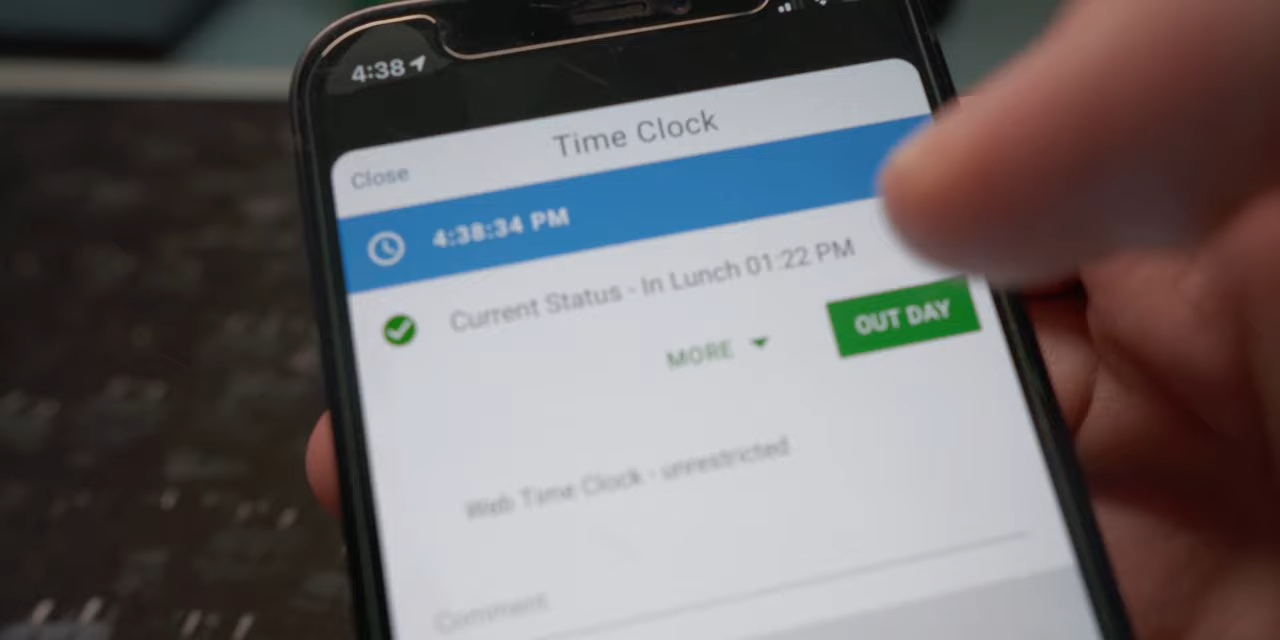 4:38
Time Clock
Close
4:38:34 PM
Current Status - In Lunch 01:22 PM
MORE
OUT DAY
Web Time Clock - unrestricted
Comment